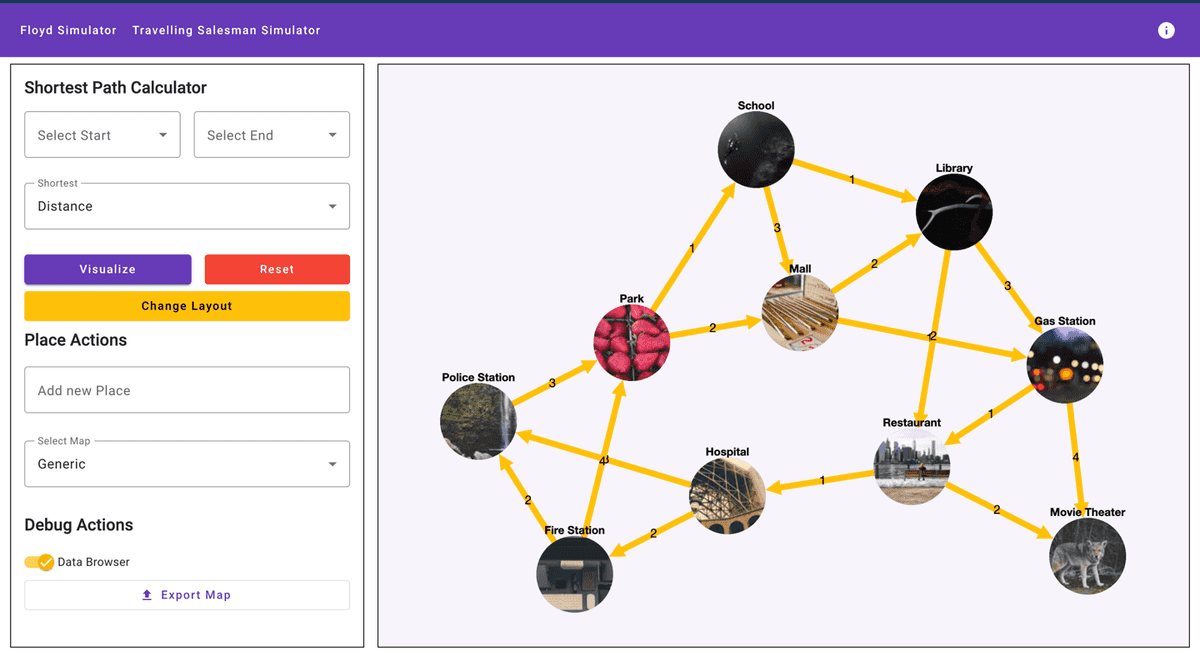 Floyd Simulator Travelling Salesman Simulator
Shortest Path Calculator
Select Start Select End
Shortest
Distance
Visualize Reset
Change Layout
Place Actions
Add new Place
Select Map
Generic
Debug Actions
Data Browser
Export Map
School
Library
1
3
Mall
2
1
3
Park
2
Gas Station
2
Police Station
3
1
Restaurant
4
Hospital
4
1
2
2
Movie Theater
Fire Station
2